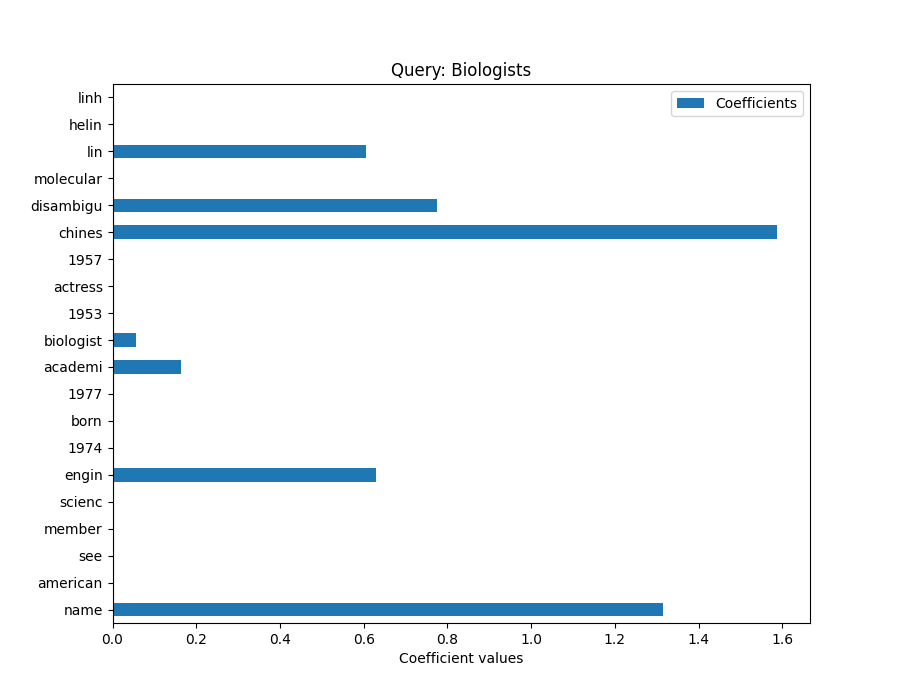 Query: Biologists
Coefficients
linh
helin
lin
molecular
disambigu
chines
1957
actress
1953
biologist
academi
1977
born
1974
engin
scienc
member
see
american
name
0.0 0.2 0.4 0.6 0.8 1.0 1.2 1.4 1.6
Coefficient values